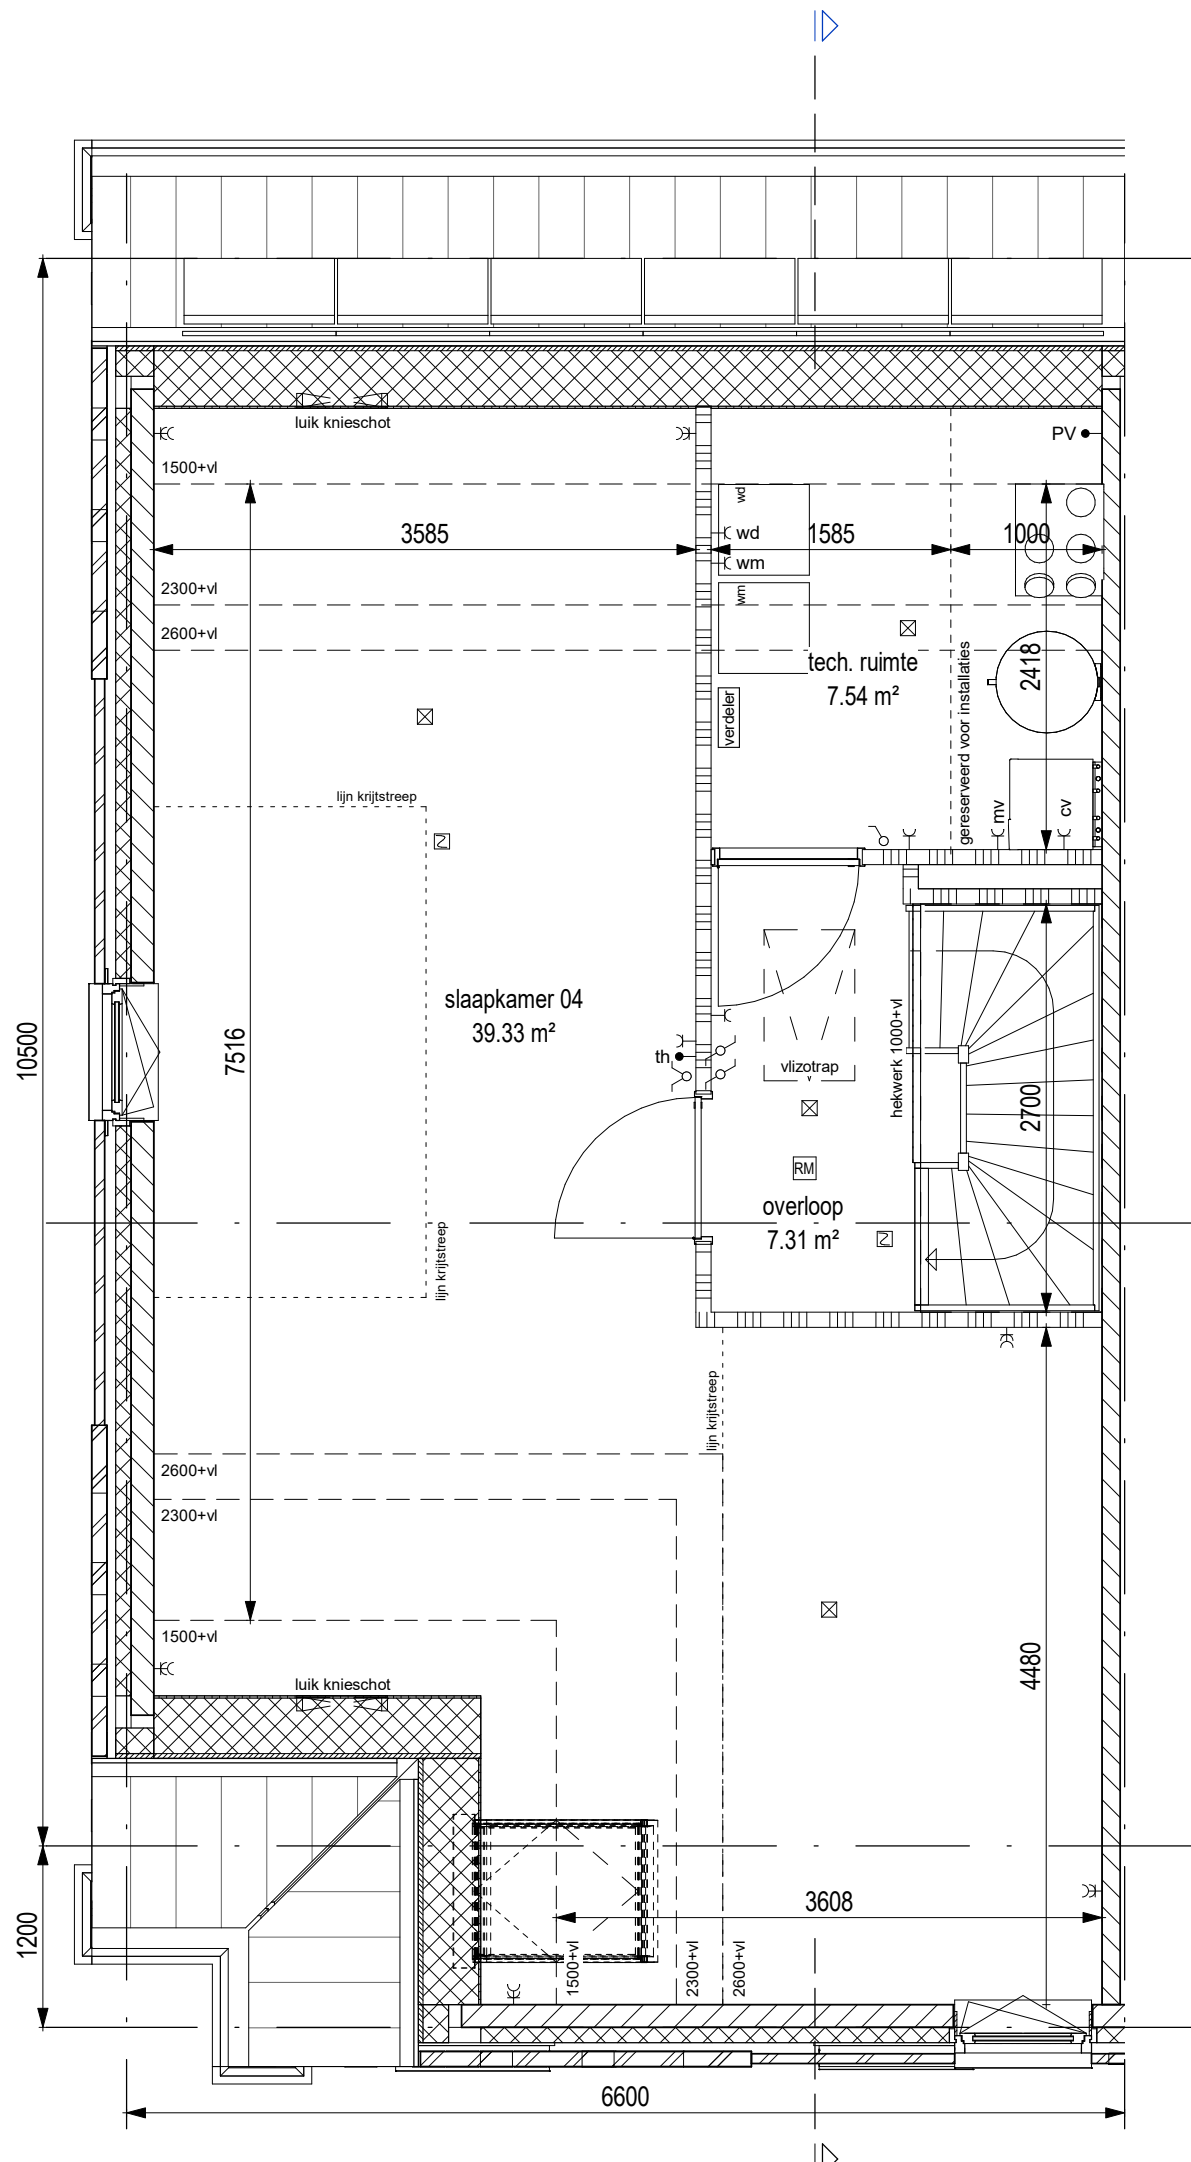 luik knieschot
PV
1500+vl
wd
3585
wd
1585
1000
wm
2300+vl
wm
2600+vl
tech. ruimte
7.54 m²
2418
verdeler
gereserveerd voor installaties
lijn krijtstreep
mv
cv
slaapkamer 04
39.33 m²
10500
7516
th
vlizotrap
hekwerk 1000+vl
2700
RM
overloop
7.31 m²
lijn krijtstreep
lijn krijtstreep
2600+vl
2300+vl
1500+vl
4480
luik knieschot
3608
1200
1500+vl
2300+vl
2600+vl
6600